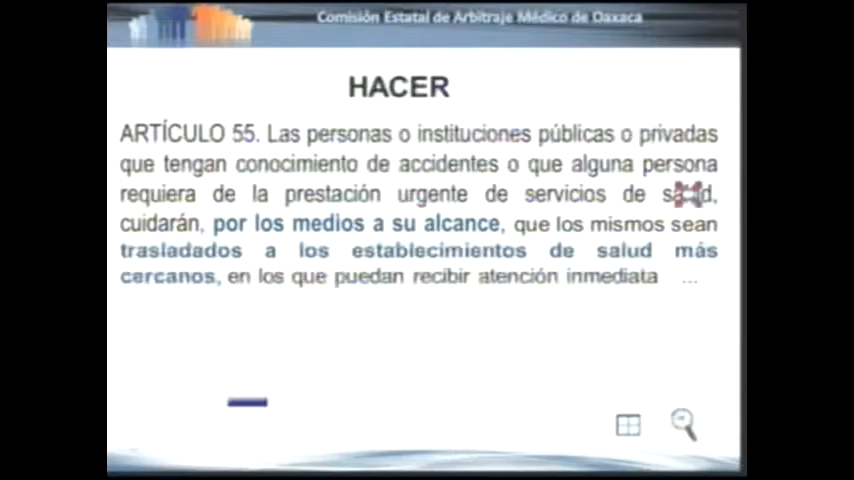 Comisión Estatal de Arbitraje Médico de Oaxaca
HACER
ARTÍCULO 55. Las personas o instituciones públicas o privadas
que tengan conocimiento de accidentes o que alguna persona
requiera de la prestación urgente de servicios de salud,
cuidarán, por los medios a su alcance, que los mismos sean
trasladados a los establecimientos de salud más
cercanos, en los que puedan recibir atención inmediata ...